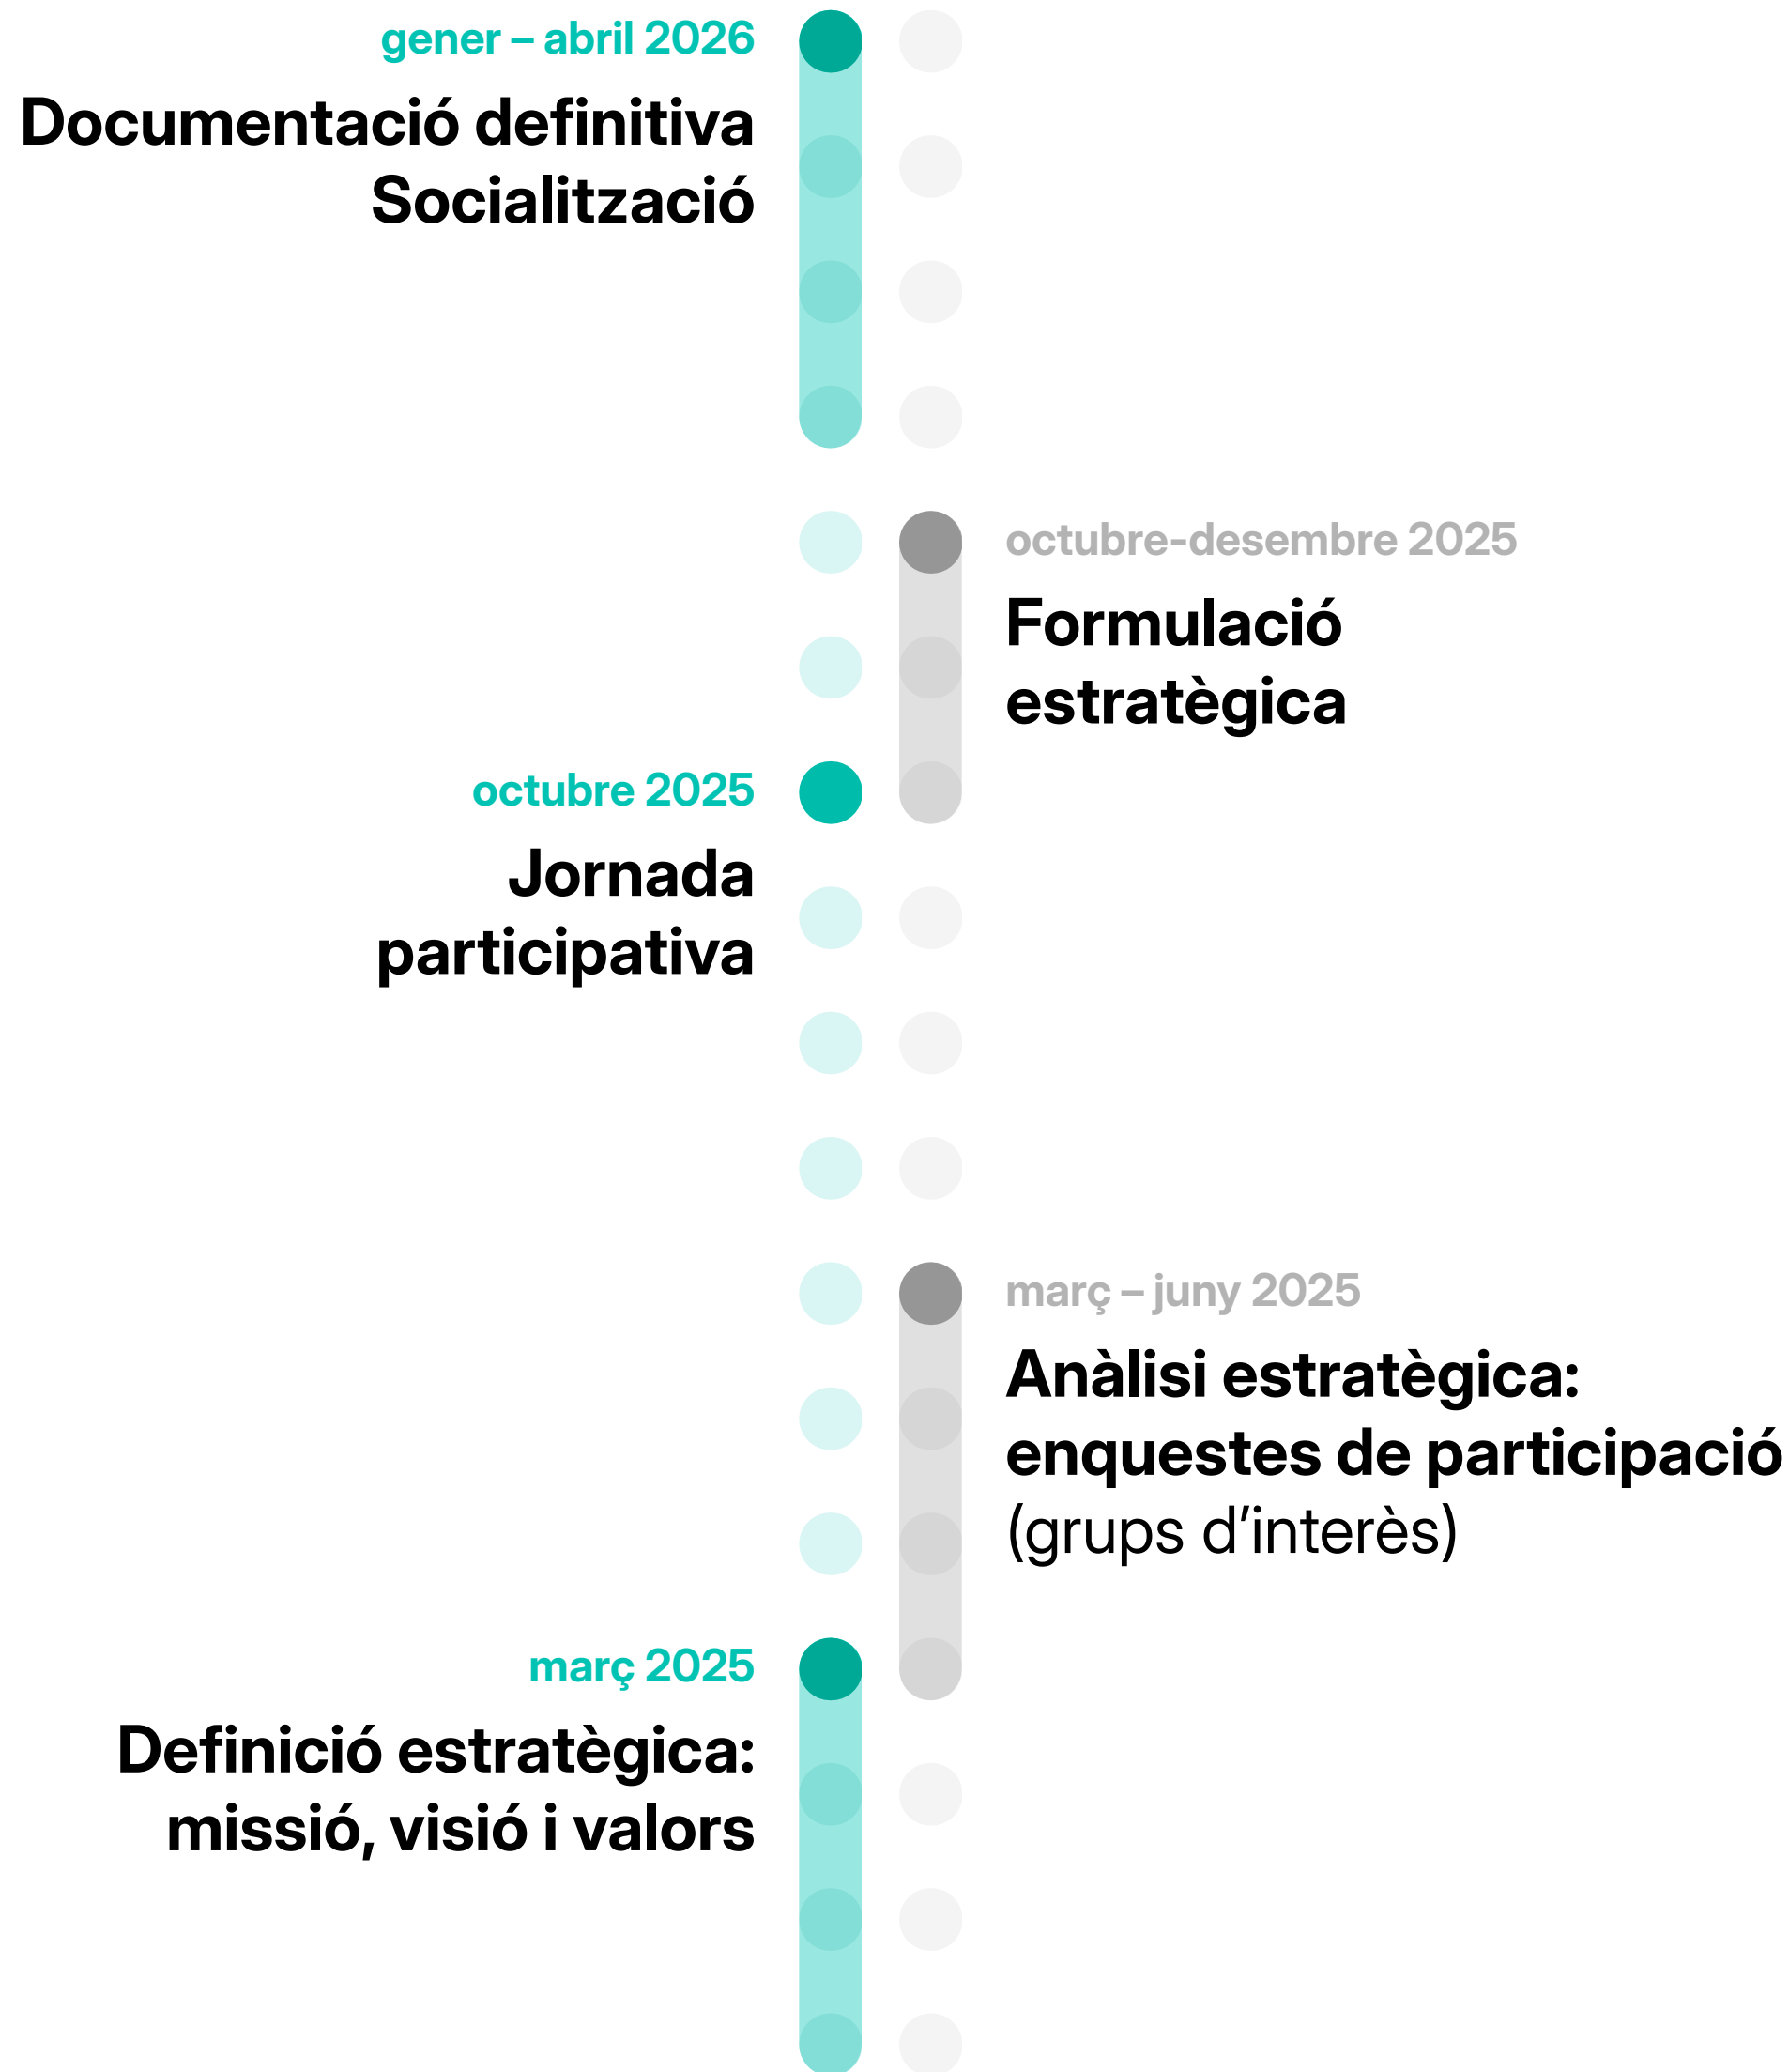 gener – abril 2026
Documentació definitiva
Socialització
octubre-desembre 2025
Formulació
estratègica
octubre 2025
Jornada
participativa
març – juny 2025
Anàlisi estratègica:
enquestes de participació
(grups d’interès)
març 2025
Definició estratègica:
missió, visió i valors